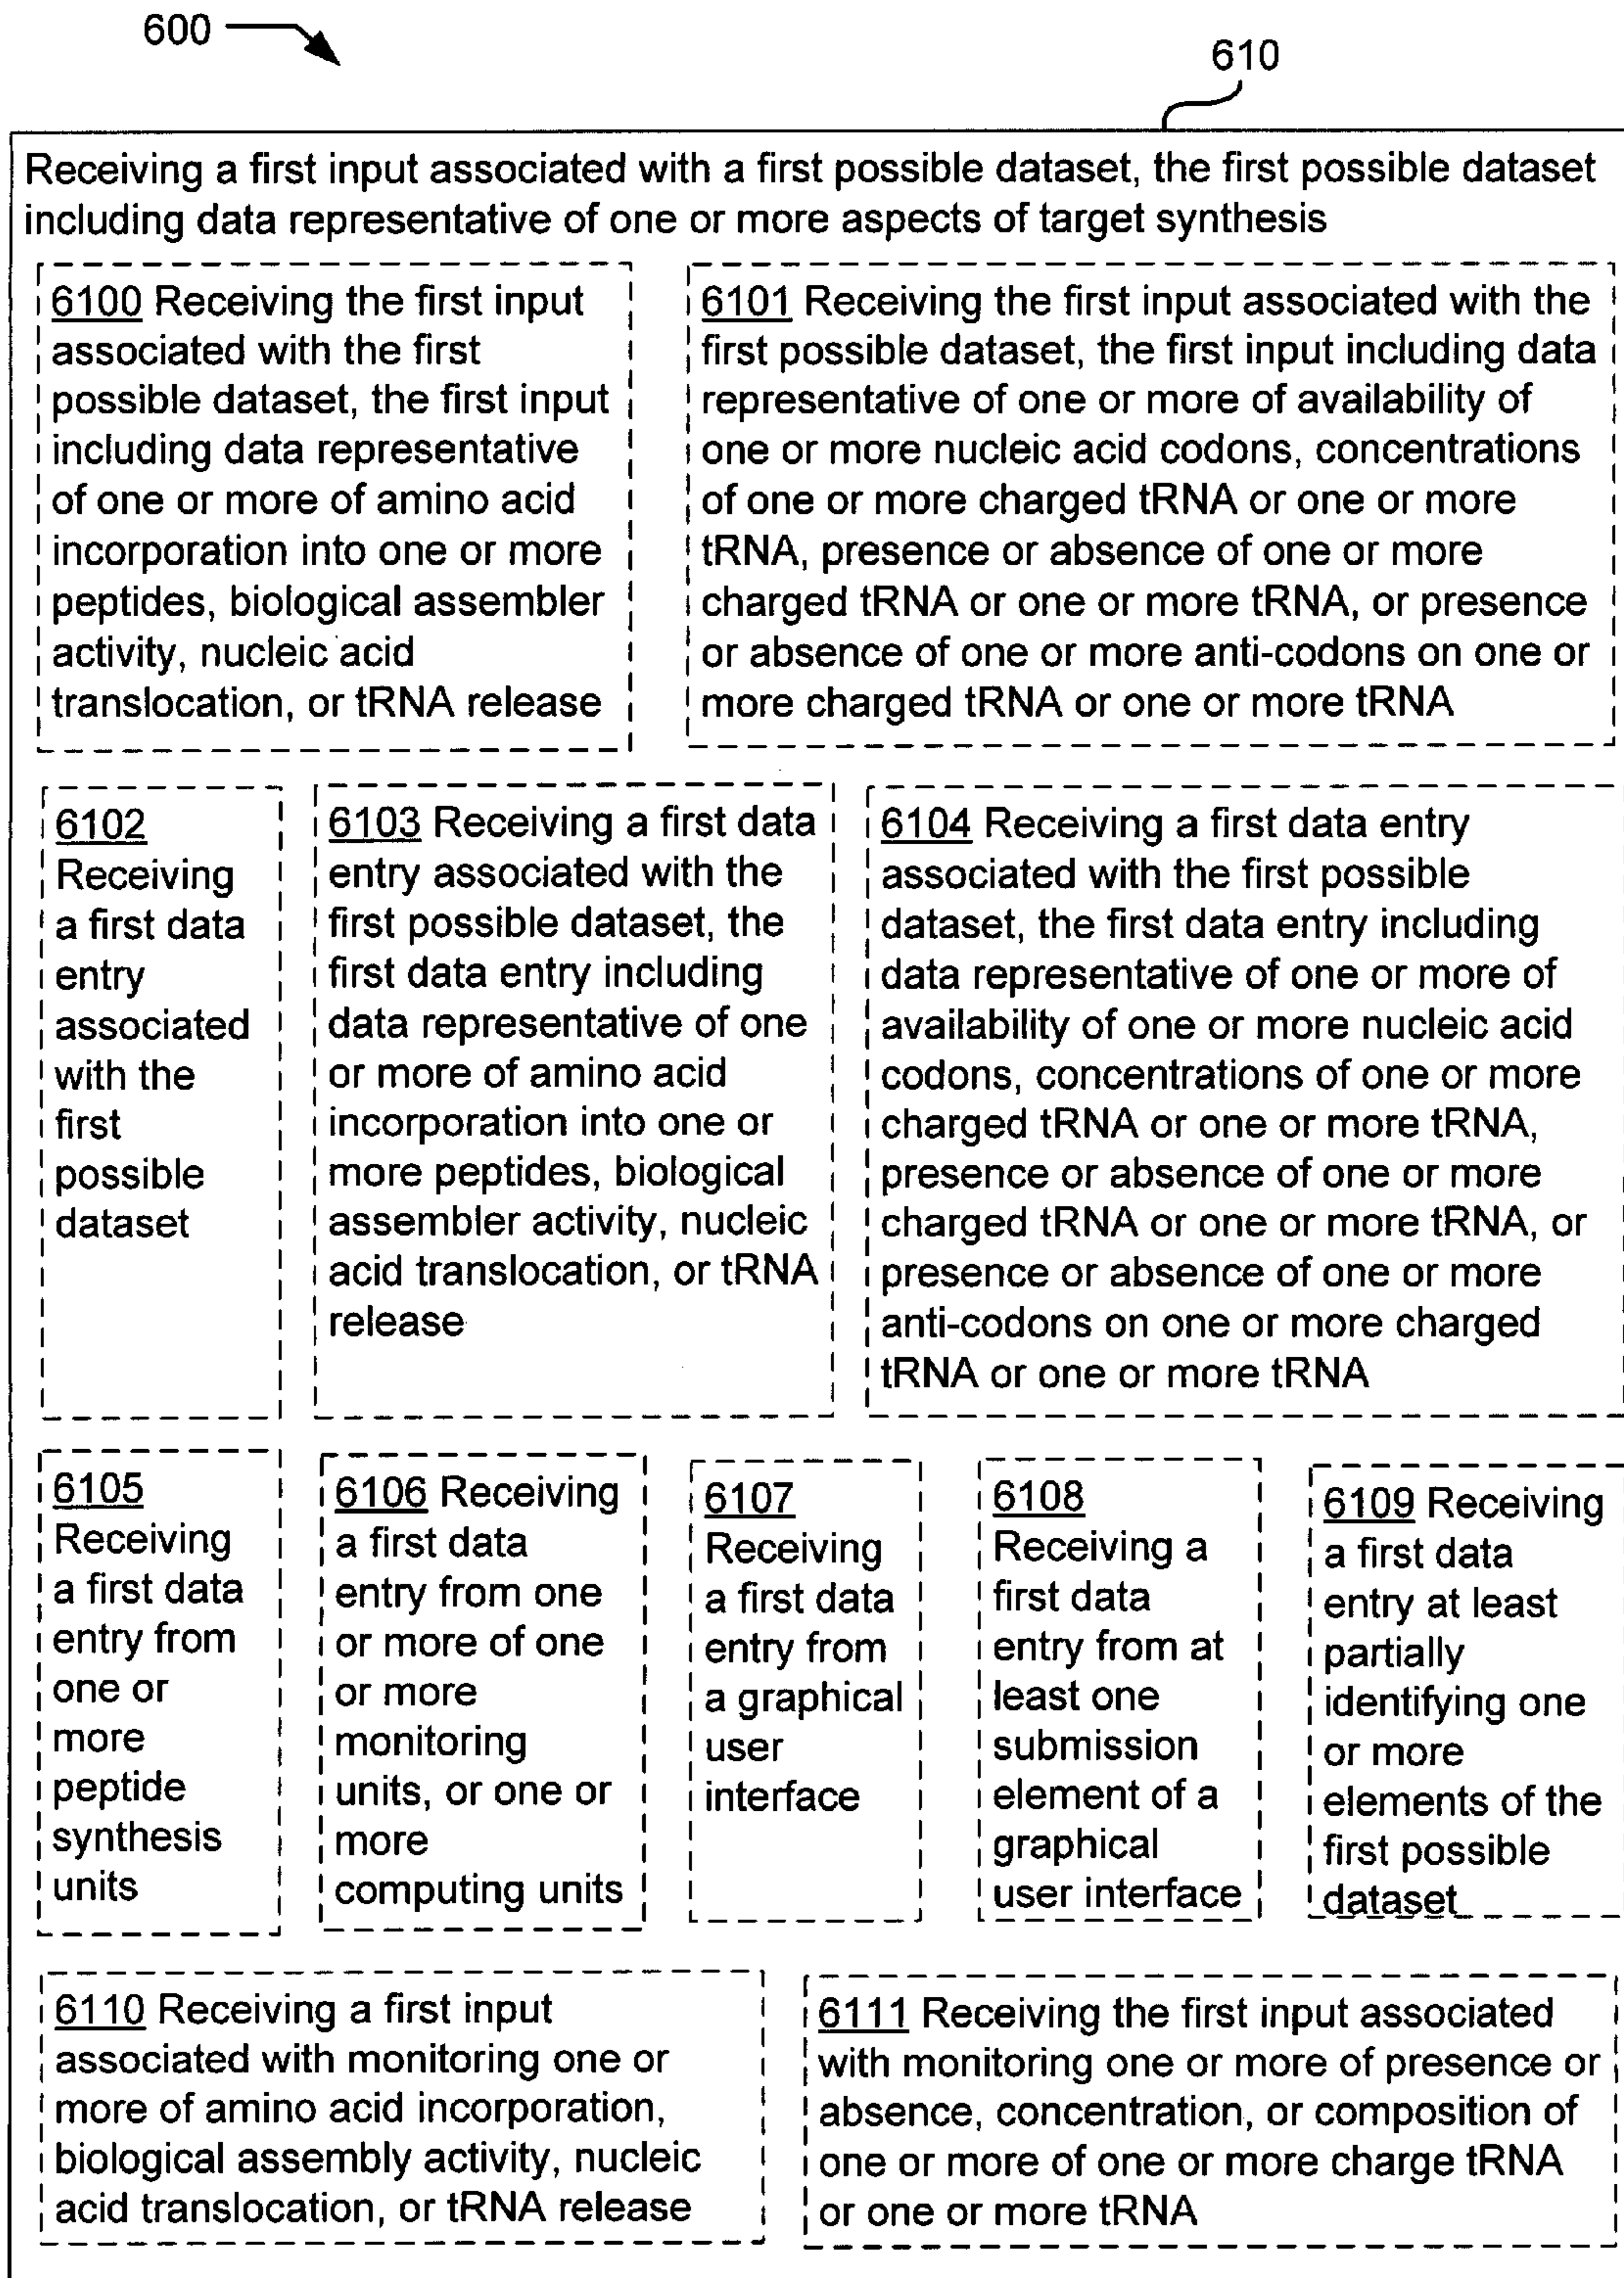 600
610
Receiving a first input associated with a first possible dataset, the first possible dataset
including data representative of one or more aspects of target synthesis
6100 Receiving the first input
associated with the first
possible dataset, the first input
including data representative
of one or more of amino acid
incorporation into one or more
peptides, biological assembler
activity, nucleic acid
translocation, or tRNA release
6101 Receiving the first input associated with the
first possible dataset, the first input including data
representative of one or more of availability of
one or more nucleic acid codons, concentrations
of one or more charged tRNA or one or more
tRNA, presence or absence of one or more
charged tRNA or one or more tRNA, or presence
or absence of one or more anti-codons on one or
more charged tRNA or one or more tRNA
6102
Receiving
a first data
entry
associated
with the
first
possible
dataset
6103 Receiving a first data
entry associated with the
first possible dataset, the
first data entry including
data representative of one
or more of amino acid
incorporation into one or
more peptides, biological
assembler activity, nucleic
acid translocation, or tRNA
release
6104 Receiving a first data entry
associated with the first possible
dataset, the first data entry including
data representative of one or more of
availability of one or more nucleic acid
codons, concentrations of one or more
charged tRNA or one or more tRNA,
presence or absence of one or more
charged tRNA or one or more tRNA, or
presence or absence of one or more
anti-codons on one or more charged
tRNA or one or more tRNA
6105
Receiving
a first data
entry from
one or
more
peptide
synthesis
units
6106 Receiving
a first data
entry from one
or more of one
or more
monitoring
units, or one or
more
computing units
6107
Receiving
a first data
entry from
a graphical
user
interface
6108
Receiving a
first data
entry from at
least one
submission
element of a
graphical
user interface
6109 Receiving
a first data
entry at least
partially
identifying one
or more
elements of the
first possible
dataset
6110 Receiving a first input
associated with monitoring one or
more of amino acid incorporation,
biological assembly activity, nucleic
acid translocation, or tRNA release
6111 Receiving the first input associated
with monitoring one or more of presence or
absence, concentration, or composition of
one or more of one or more charge tRNA
or one or more tRNA